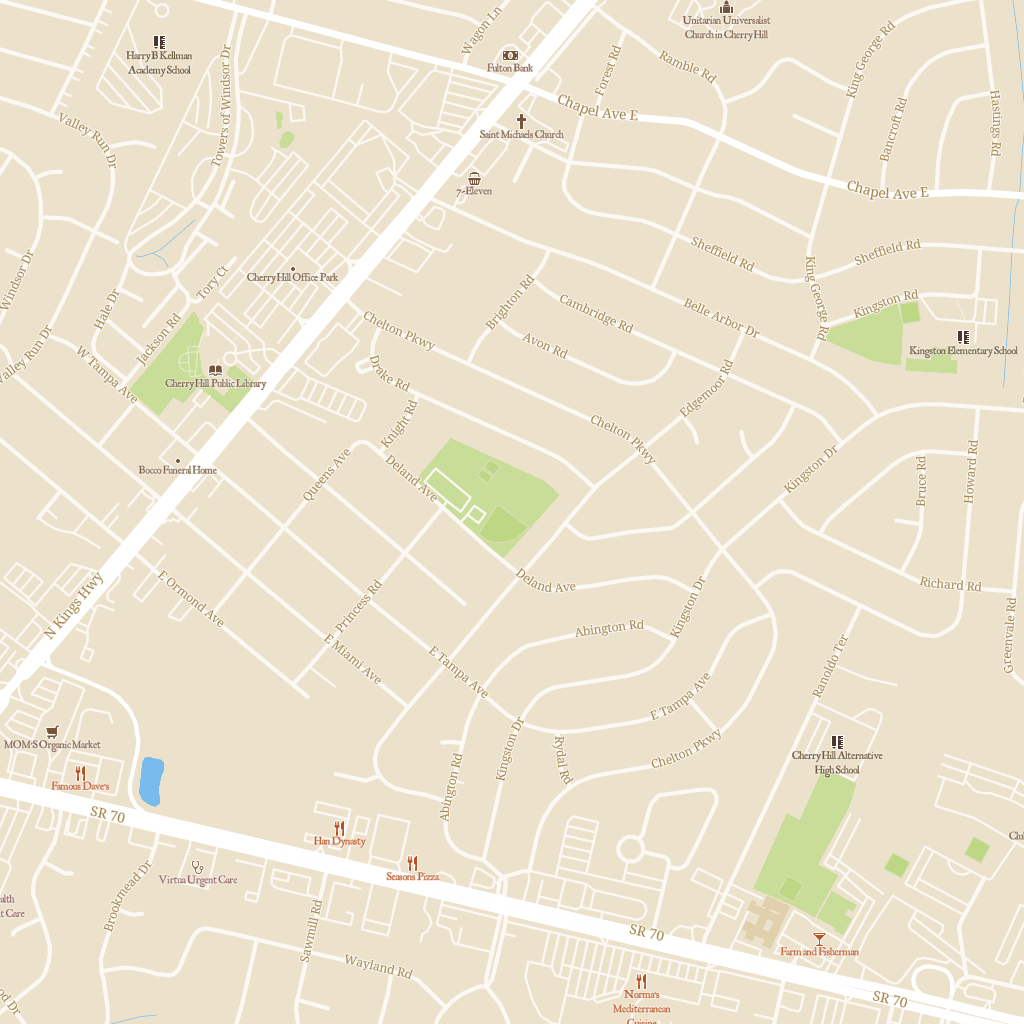 Unitarian Universalist
Church in Cherry Hill
Wagon Ln
Harry B Kellman
Academy School
Fulton Bank
Forest Rd
Ramble Rd
King George Rd
Towers of Windsor Dr
Chapel Ave E
Bancroft Rd
Hastings Rd
Valley Run Dr
Saint Michaels Church
7-Eleven
Chapel Ave E
Windsor Dr
Sheffield Rd
Sheffield Rd
Cherry Hill Office Park
Tory Ct
King George Rd
Hale Dr
Brighton Rd
Cambridge Rd
Belle Arbor Dr
Kingston Rd
Jackson Rd
Chelton Pkwy
Avon Rd
Kingston Elementary School
Valley Run Dr
W Tampa Ave
Drake Rd
Cherry Hill Public Library
Edgemoor Rd
Knight Rd
Chelton Pkwy
Bocco Funeral Home
Queens Ave
Deland Ave
Kingston Dr
Bruce Rd
Howard Rd
N Kings Hwy
E Ormond Ave
Princess Rd
Deland Ave
Kingston Dr
Richard Rd
Abington Rd
Greenvale Rd
E Miami Ave
E Tampa Ave
Ranoldo Ter
E Tampa Ave
MOM'S Organic Market
Kingston Dr
Rydal Rd
Chelton Pkwy
Cherry Hill Alternative
High School
Famous Dave's
Abington Rd
SR 70
Han Dynasty
Clu
Seasons Pizza
Virtua Urgent Care
Brookmead Dr
ealth
t Care
Sawmill Rd
SR 70
Farm and Fisherman
Wayland Rd
Norma's
Mediterranean
Cuisine
SR 70
od Dr